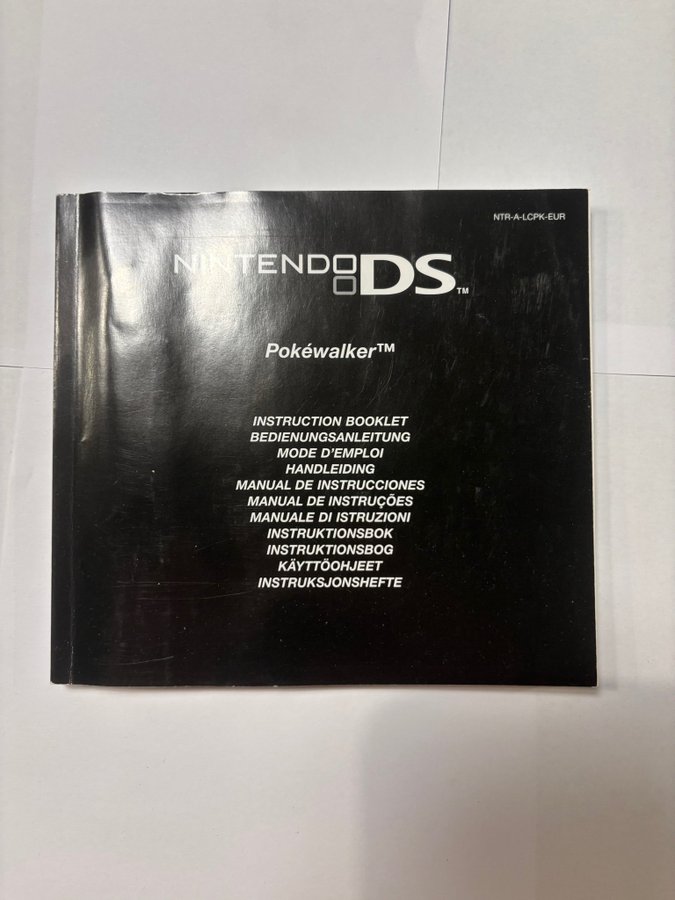 NTR-A-LCPK-EUR
NINTENDO DS™
Pokéwalker™
INSTRUCTION BOOKLET
BEDIENUNGSANLEITUNG
MODE D'EMPLOI
HANDLEIDING
MANUAL DE INSTRUCCIONES
MANUAL DE INSTRUÇÕES
MANUALE DI ISTRUZIONI
INSTRUKTIONSBOK
INSTRUKTIONSBOG
KÄYTTÖOHJEET
INSTRUKSJONSHEFTE